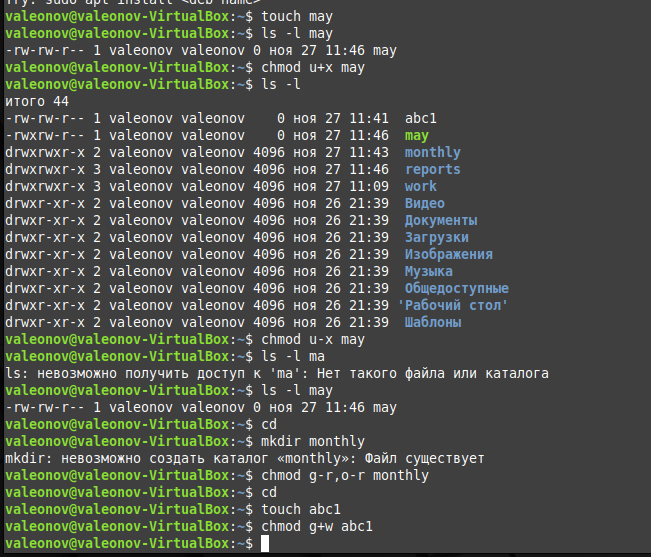 Try: sudo apt install <deb name>
valeonov@valeonov-VirtualBox:~$ touch may
valeonov@valeonov-VirtualBox:~$ ls -l may
-rw-rw-r-- 1 valeonov valeonov 0 ноя 27 11:46 may
valeonov@valeonov-VirtualBox:~$ chmod u+x may
valeonov@valeonov-VirtualBox:~$ ls -l
итого 44
-rw-rw-r-- 1 valeonov valeonov    0 ноя 27 11:41  abc1
-rwxrw-r-- 1 valeonov valeonov    0 ноя 27 11:46  may
drwxrwxr-x 2 valeonov valeonov 4096 ноя 27 11:43  monthly
drwxrwxr-x 3 valeonov valeonov 4096 ноя 27 11:46  reports
drwxrwxr-x 3 valeonov valeonov 4096 ноя 27 11:09  work
drwxr-xr-x 2 valeonov valeonov 4096 ноя 26 21:39  Видео
drwxr-xr-x 2 valeonov valeonov 4096 ноя 26 21:39  Документы
drwxr-xr-x 2 valeonov valeonov 4096 ноя 26 21:39  Загрузки
drwxr-xr-x 2 valeonov valeonov 4096 ноя 26 21:39  Изображения
drwxr-xr-x 2 valeonov valeonov 4096 ноя 26 21:39  Музыка
drwxr-xr-x 2 valeonov valeonov 4096 ноя 26 21:39  Общедоступные
drwxr-xr-x 2 valeonov valeonov 4096 ноя 26 21:39 'Рабочий стол'
drwxr-xr-x 2 valeonov valeonov 4096 ноя 26 21:39  Шаблоны
valeonov@valeonov-VirtualBox:~$ chmod u-x may
valeonov@valeonov-VirtualBox:~$ ls -l ma
ls: невозможно получить доступ к 'ma': Нет такого файла или каталога
valeonov@valeonov-VirtualBox:~$ ls -l may
-rw-rw-r-- 1 valeonov valeonov 0 ноя 27 11:46 may
valeonov@valeonov-VirtualBox:~$ cd
valeonov@valeonov-VirtualBox:~$ mkdir monthly
mkdir: невозможно создать каталог «monthly»: Файл существует
valeonov@valeonov-VirtualBox:~$ chmod g-r,o-r monthly
valeonov@valeonov-VirtualBox:~$ cd
valeonov@valeonov-VirtualBox:~$ touch abc1
valeonov@valeonov-VirtualBox:~$ chmod g+w abc1
valeonov@valeonov-VirtualBox:~$